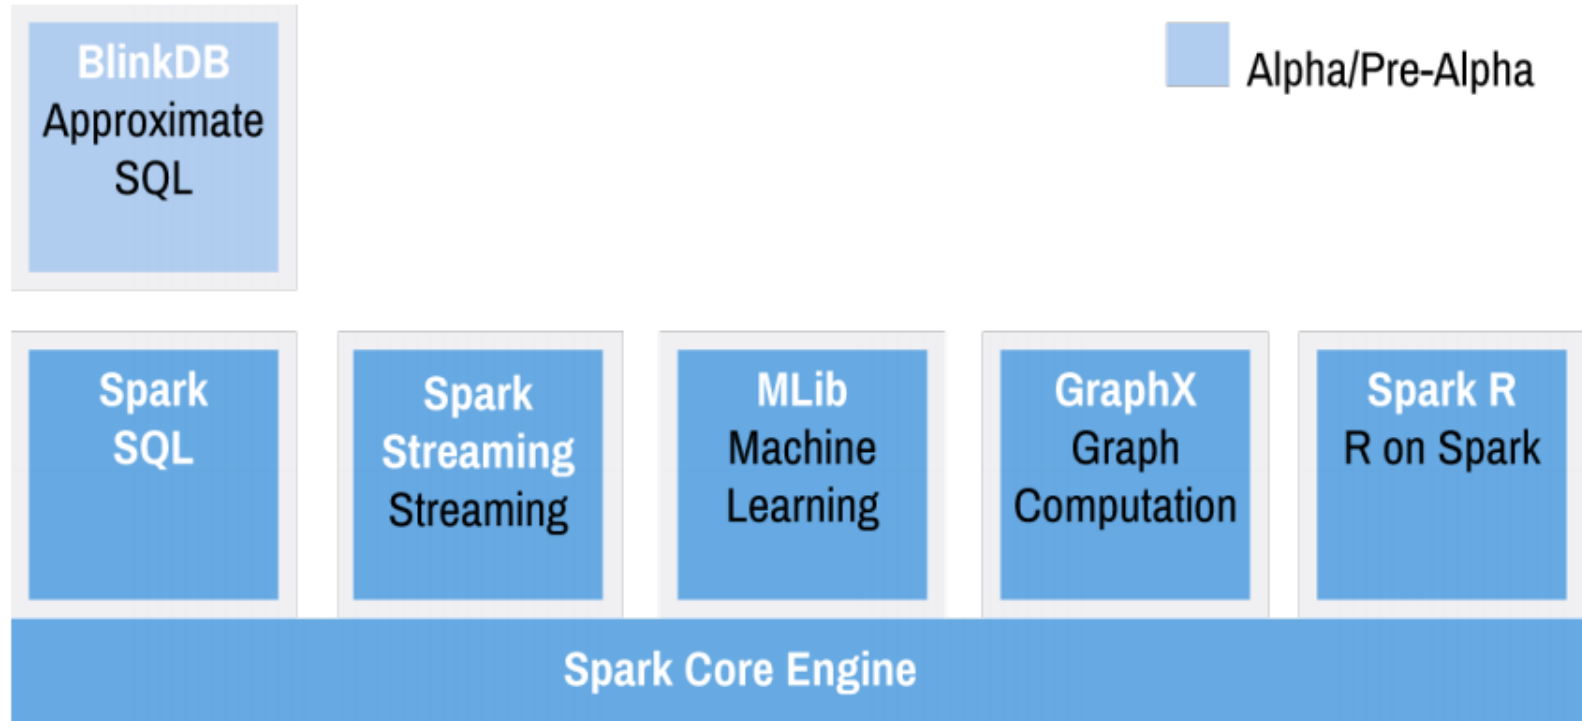 BlinkDB
Approximate
SQL
Alpha/Pre-Alpha
Spark
SQL
Spark
Streaming
Streaming
MLib
Machine
Learning
GraphX
Graph
Computation
Spark R
R on Spark
Spark Core Engine